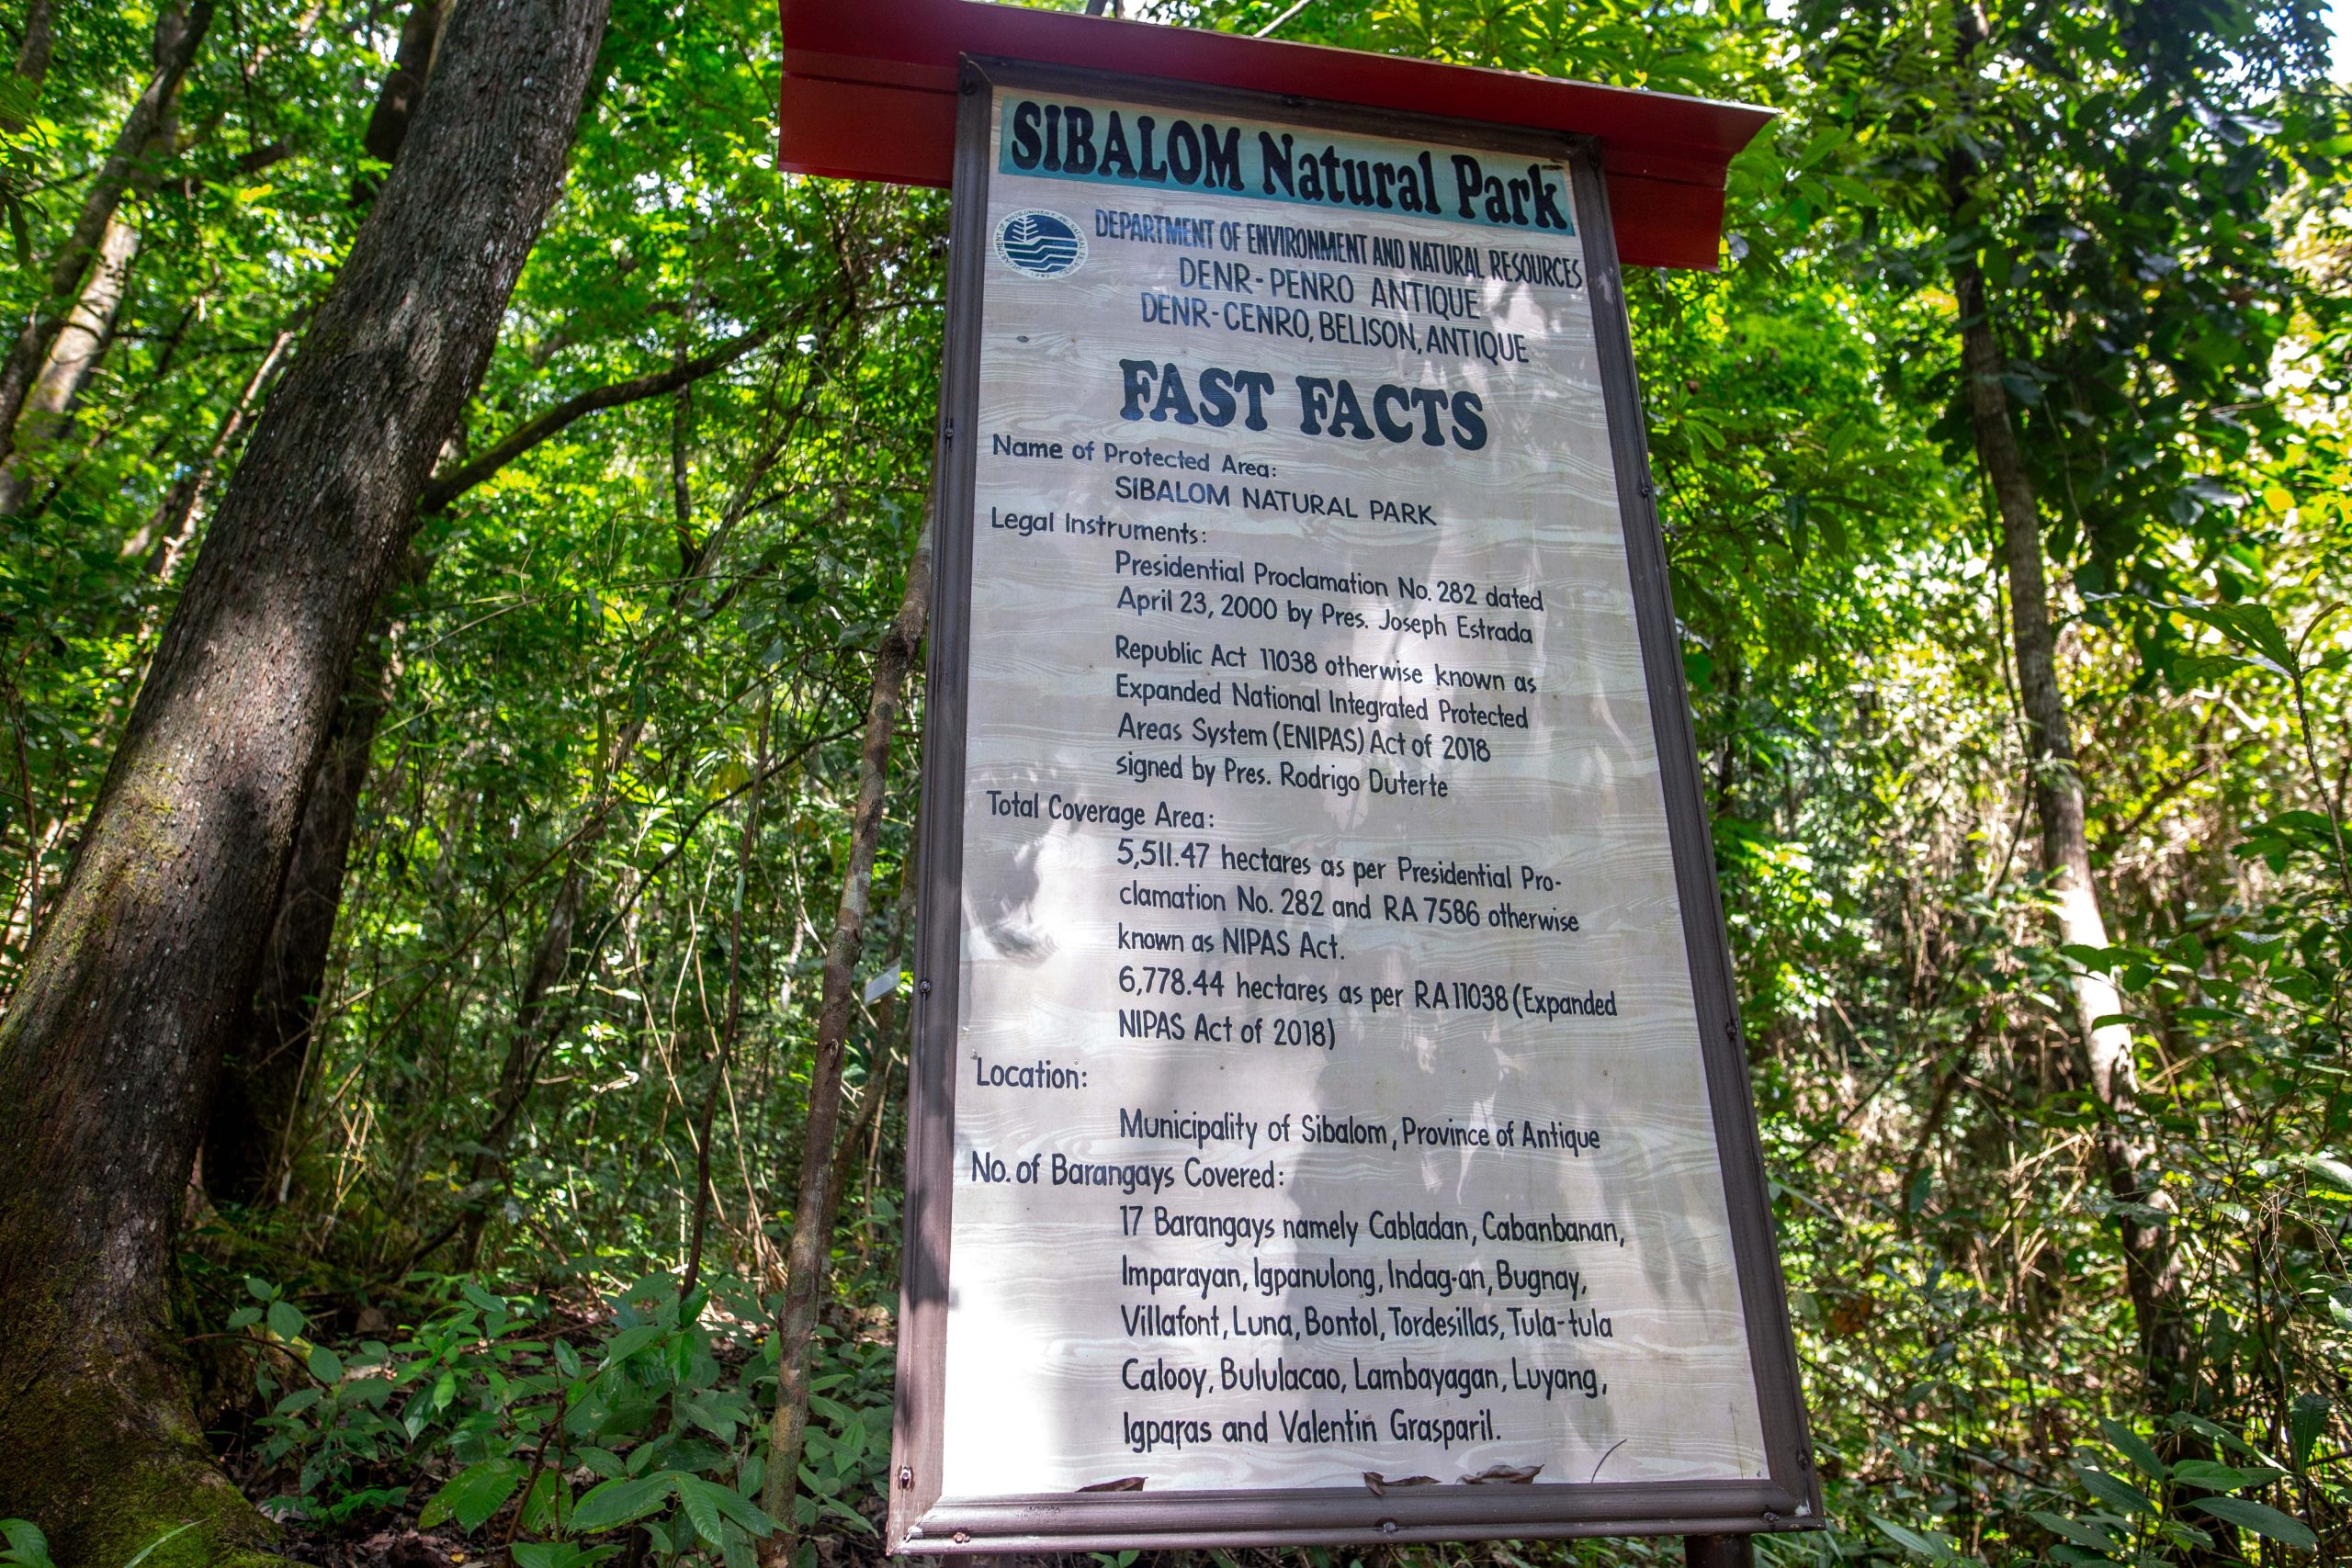 SIBALOM Natural Park
DEPARTMENT OF ENVIRONMENT AND NATURAL RESOURCES
DENR-PENRO ANTIQUE
DENR-CENRO, BELISON, ANTIQUE
FAST FACTS
Name of Protected Area:
SIBALOM NATURAL PARK
Legal Instruments:
Presidential Proclamation No. 282 dated
April 23, 2000 by Pres. Joseph Estrada
Republic Act 11038 otherwise known as
Expanded National Integrated Protected
Areas System (ENIPAS) Act of 2018
signed by Pres. Rodrigo Duterte
Total Coverage Area:
5,511.47 hectares as per Presidential Pro-
clamation No. 282 and RA 7586 otherwise
known as NIPAS Act.
6,778.44 hectares as per RA 11038 (Expanded
NIPAS Act of 2018)
Location:
Municipality of Sibalom, Province of Antique
No. of Barangays Covered:
17 Barangays namely Cabladan, Cabanbanan,
Imparayan, Igpanulong, Indag-an, Bugnay,
Villafont, Luna, Bontol, Tordesillas, Tula-tula
Calooy, Bululacao, Lambayagan, Luyang,
Igparas and Valentin Grasparil.